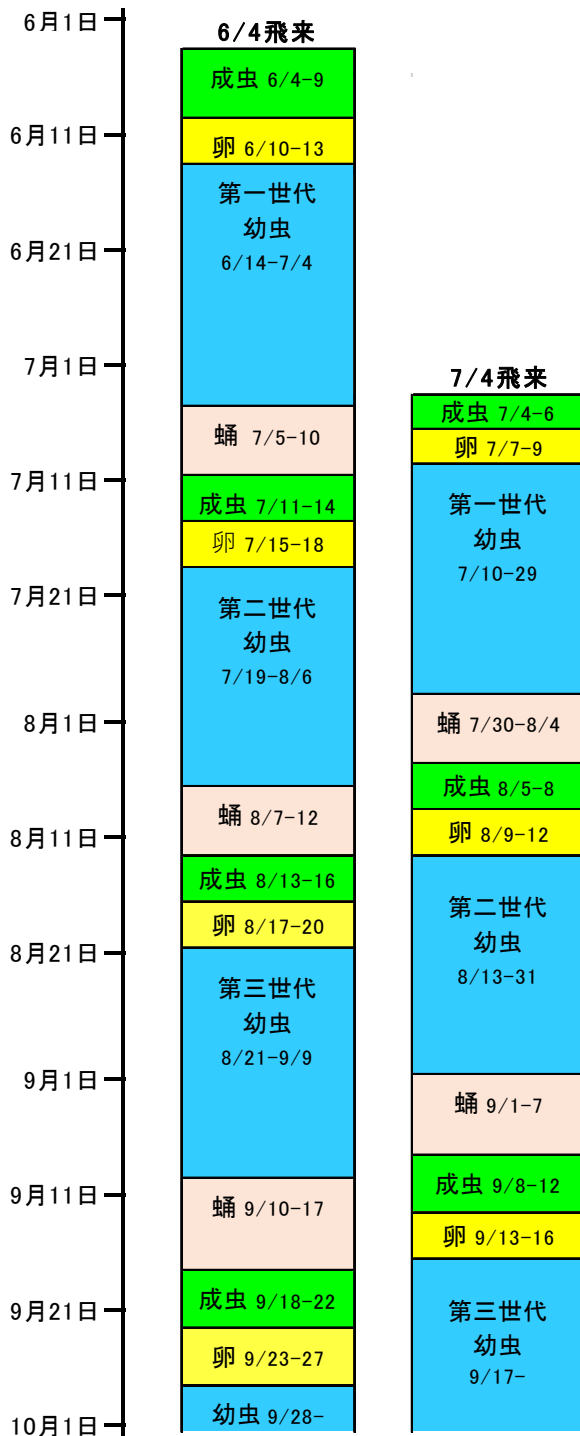 6月1日
6月11日
6月21日
7月1日
7月11日
7月21日
8月1日
8月11日
8月21日
9月1日
9月11日
9月21日
10月1日
6/4飛来
成虫 6/4-9
卵 6/10-13
第一世代
幼虫
6/14-7/4
蛹 7/5-10
成虫 7/11-14
卵 7/15-18
第二世代
幼虫
7/19-8/6
蛹 8/7-12
成虫 8/13-16
卵 8/17-20
第三世代
幼虫
8/21-9/9
蛹 9/10-17
成虫 9/18-22
卵 9/23-27
幼虫 9/28-
7/4飛来
成虫 7/4-6
卵 7/7-9
第一世代
幼虫
7/10-29
蛹 7/30-8/4
成虫 8/5-8
卵 8/9-12
第二世代
幼虫
8/13-31
蛹 9/1-7
成虫 9/8-12
卵 9/13-16
第三世代
幼虫
9/17-